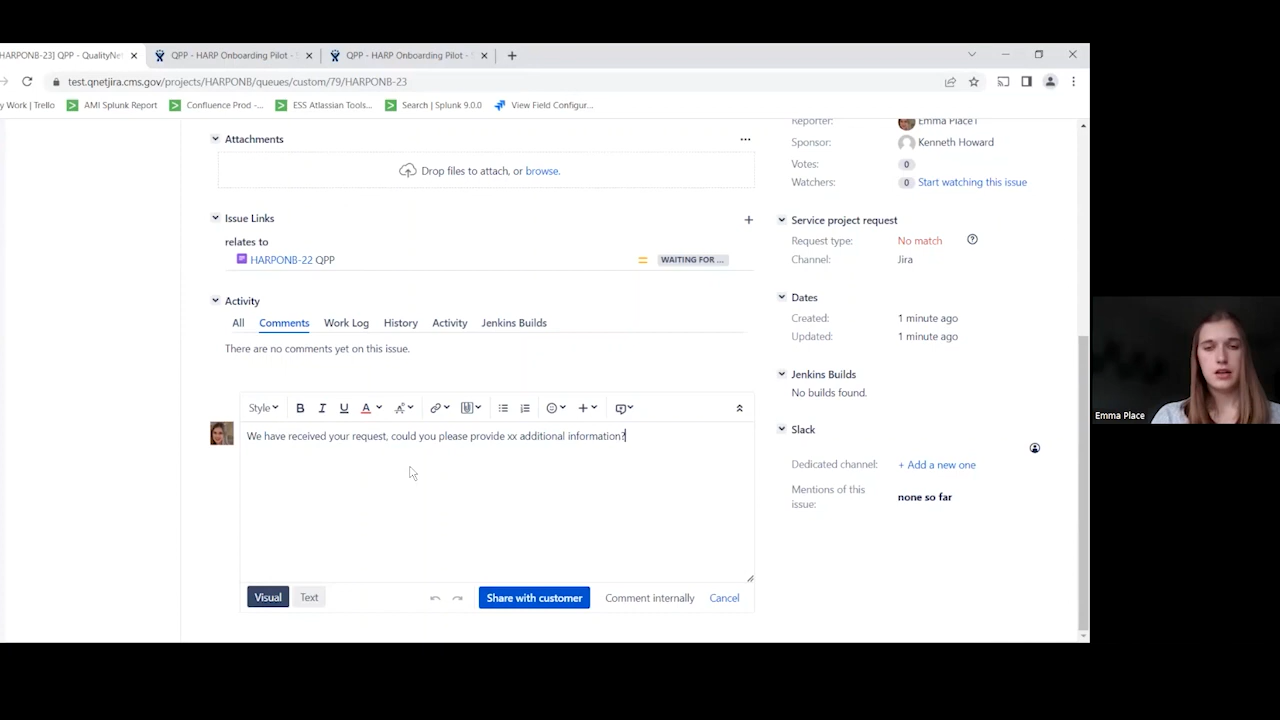 HARPONB-23] QPP - QualityNet
QPP - HARP Onboarding Pilot -
QPP - HARP Onboarding Pilot -
test.qnetjira.cms.gov/projects/HARPONB/queues/custom/79/HARPONB-23
y Work | Trello
AMI Splunk Report
Confluence Prod -...
ESS Atlassian Tools...
Search | Splunk 9.0.0
View Field Configur...
Attachments
Drop files to attach, or browse.
Issue Links
relates to
HARPONB-22 QPP
WAITING FOR ...
Activity
All Comments Work Log History Activity Jenkins Builds
There are no comments yet on this issue.
Style
We have received your request, could you please provide xx additional information?
Visual Text
Share with customer
Comment internally
Cancel
Reporter: Emma Place1
Sponsor: Kenneth Howard
Votes: 0
Watchers: 0 Start watching this issue
Service project request
Request type: No match
Channel: Jira
Dates
Created: 1 minute ago
Updated: 1 minute ago
Jenkins Builds
No builds found.
Slack
Dedicated channel: + Add a new one
Mentions of this
issue:
none so far
Emma Place